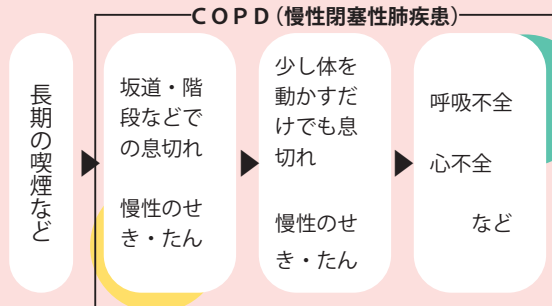 COPD(慢性閉塞性肺疾患)
長期の喫煙など
坂道・階
段などで
の息切れ
慢性のせ
き・たん
少し体を
動かすだ
けでも息
切れ
慢性のせ
き・たん
呼吸不全
心不全
など